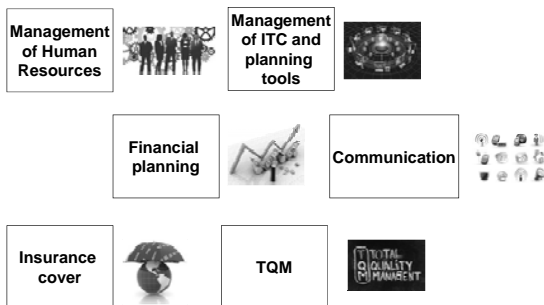 Management
of Human
Resources
Management
of ITC and
planning
tools
Financial
planning
Communication
Insurance
cover
TQM
TOTAL
QUALITY
MANAGEMENT